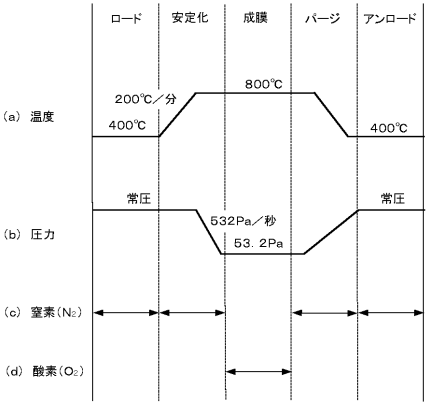 ロード 安定化 成膜 パージ アンロード
800℃
200℃／分
(a) 温度
400℃ 400℃
常圧 常圧
532Pa／秒
(b) 圧力
53. 2Pa
(c) 窒素(N₂)
(d) 酸素(O₂)